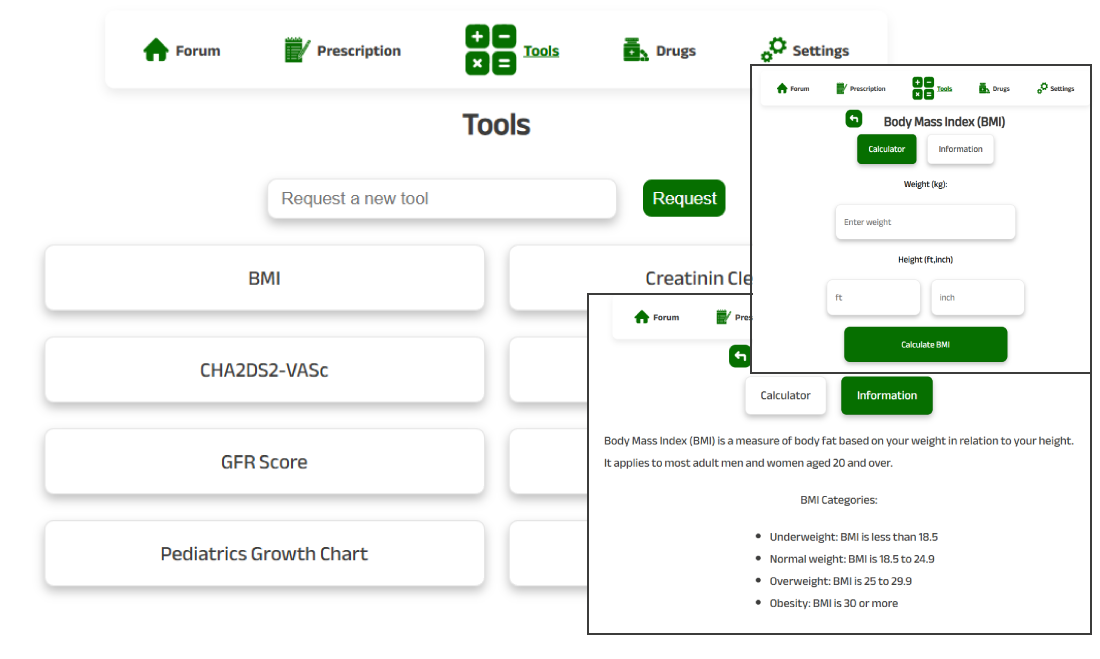 Forum Prescription Tools Drugs Settings
Tools
Request a new tool Request
BMI
Creatinin Cle
CHA2DS2-VASc
GFR Score
Pediatrics Growth Chart
Forum Prescription Tools Drugs Settings
Body Mass Index (BMI)
Calculator Information
Weight (kg):
Enter weight
Height (ft,inch)
ft inch
Calculate BMI
Forum Pres
Calculator Information
Body Mass Index (BMI) is a measure of body fat based on your weight in relation to your height.
It applies to most adult men and women aged 20 and over.
BMI Categories:
• Underweight: BMI is less than 18.5
• Normal weight: BMI is 18.5 to 24.9
• Overweight: BMI is 25 to 29.9
• Obesity: BMI is 30 or more